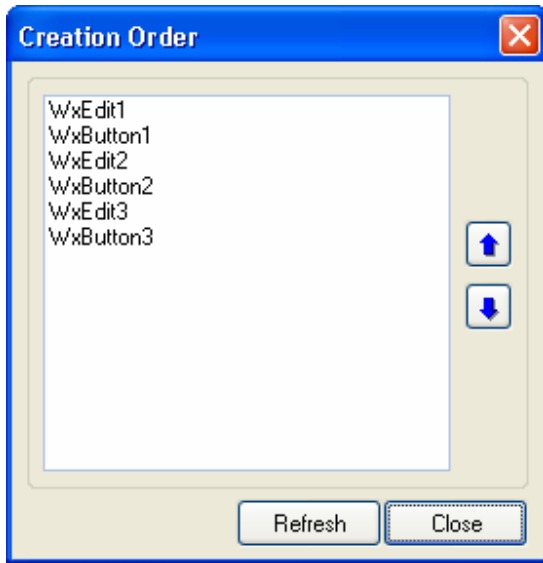 Creation Order
WxEdit1
WxButton1
WxEdit2
WxButton2
WxEdit3
WxButton3
Refresh
Close